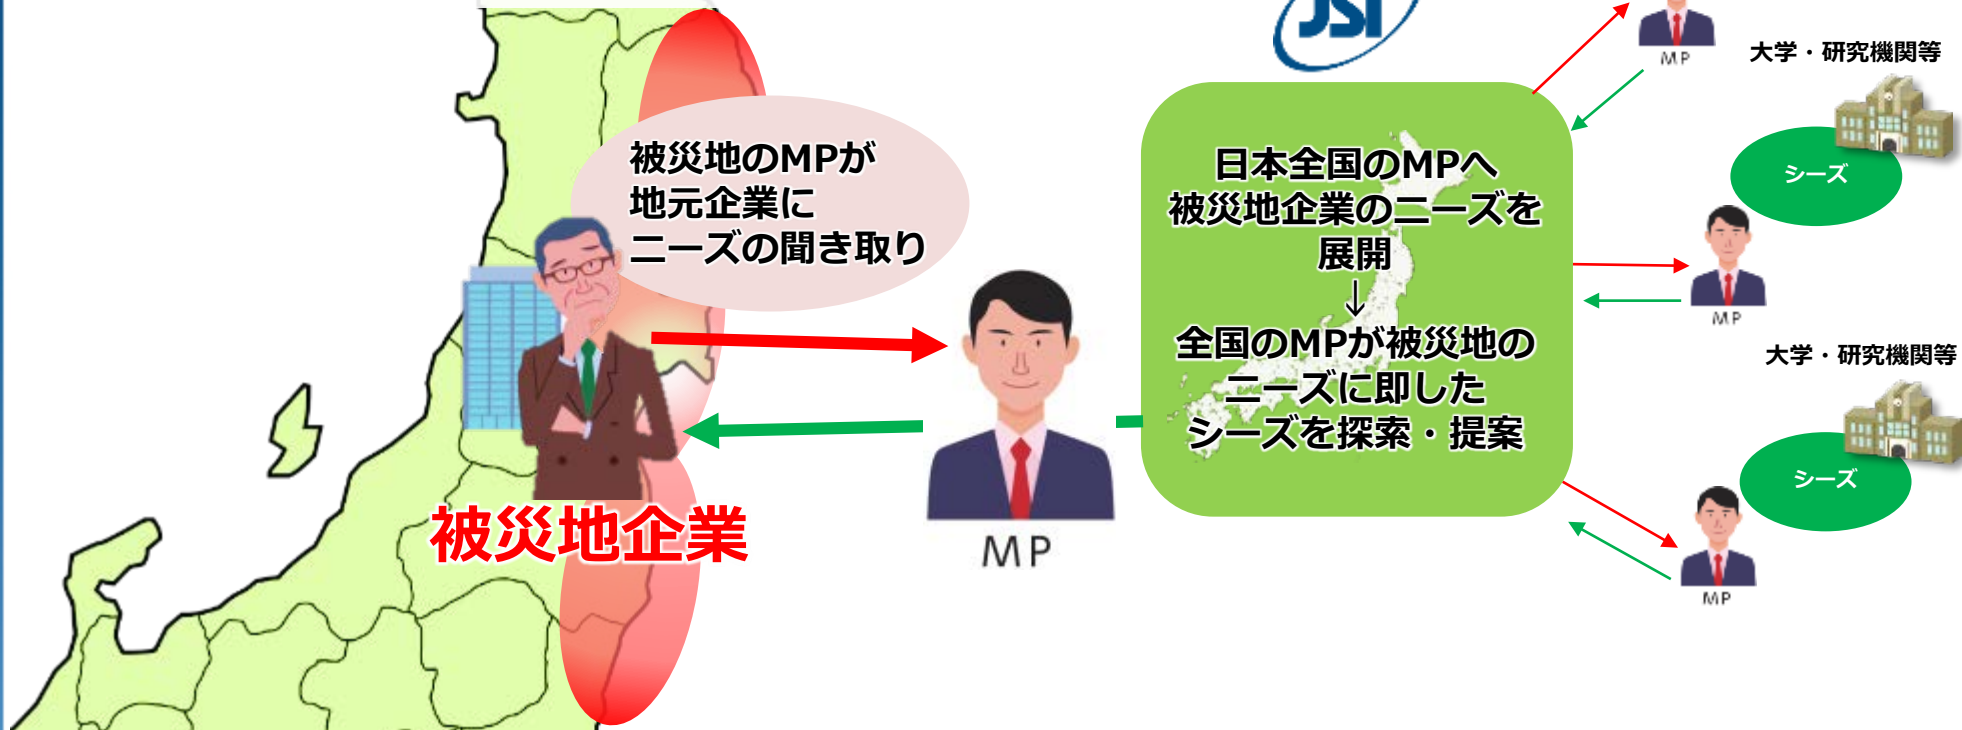 被災地のMPが
地元企業に
ニーズの聞き取り
被災地企業
MP
日本全国のMPへ
被災地企業のニーズを
展開
↓
全国のMPが被災地の
ニーズに即した
シーズを探索・提案
MP
大学・研究機関等
シーズ
MP
大学・研究機関等
シーズ
MP